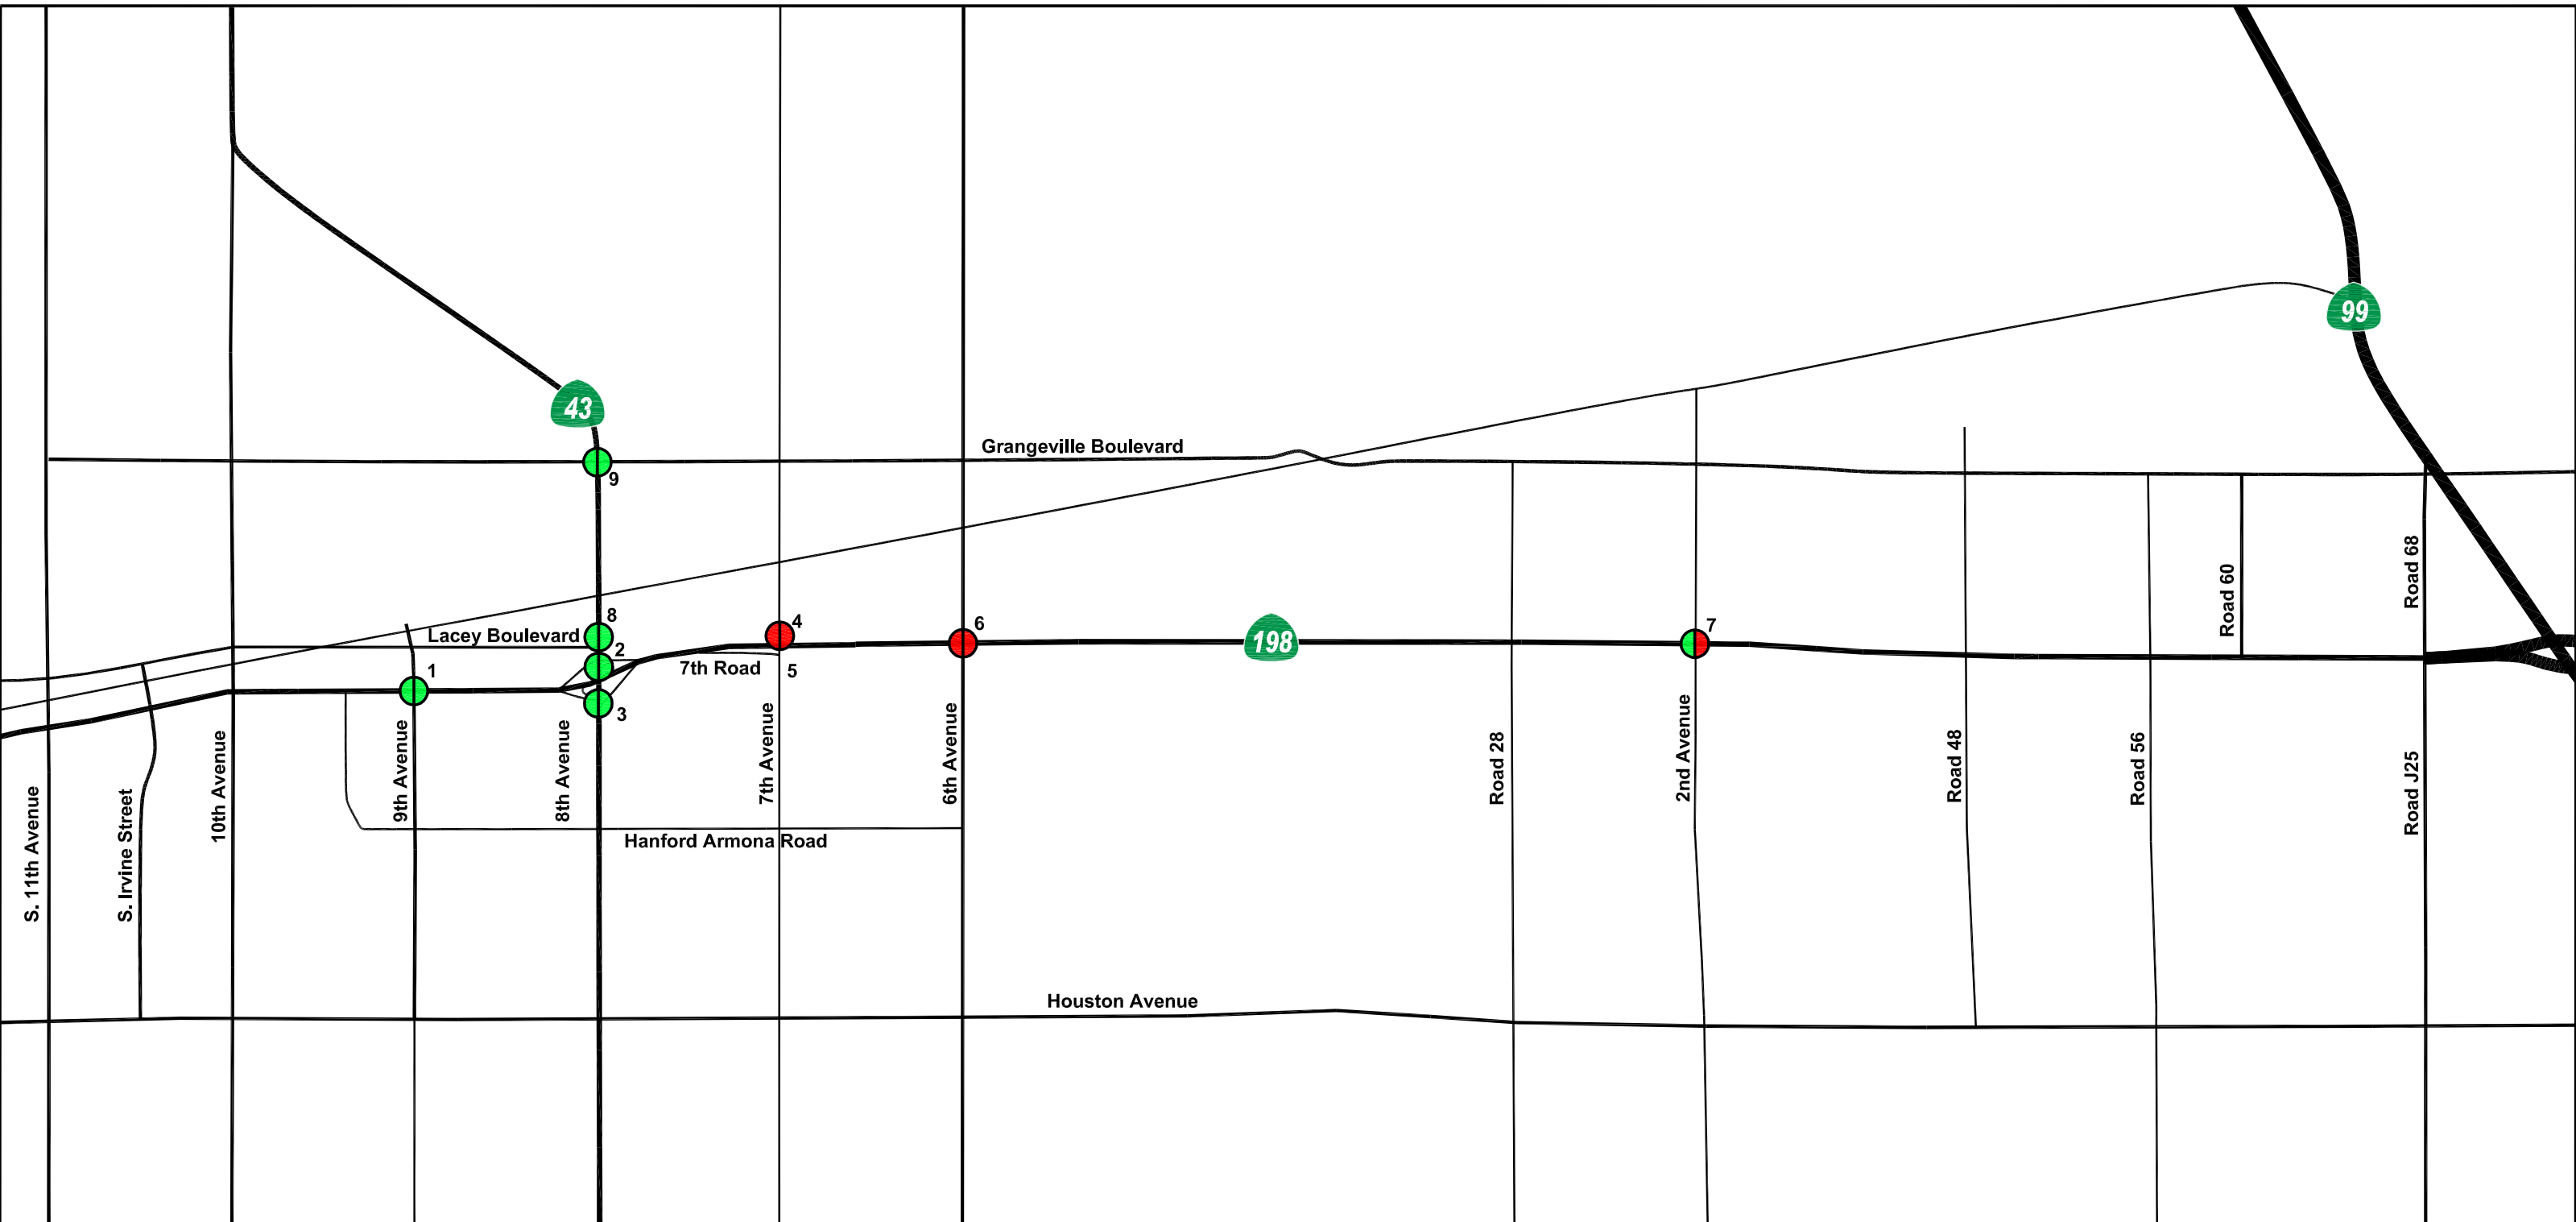 99
43
Grangeville Boulevard
9
Road 68
Road 60
8
4
6
7
Lacey Boulevard
198
2
7th Road
5
1
3
9th Avenue
8th Avenue
7th Avenue
6th Avenue
2nd Avenue
10th Avenue
Road 28
Road 48
Road 56
Road J25
S. 11th Avenue
S. Irvine Street
Hanford Armona Road
Houston Avenue